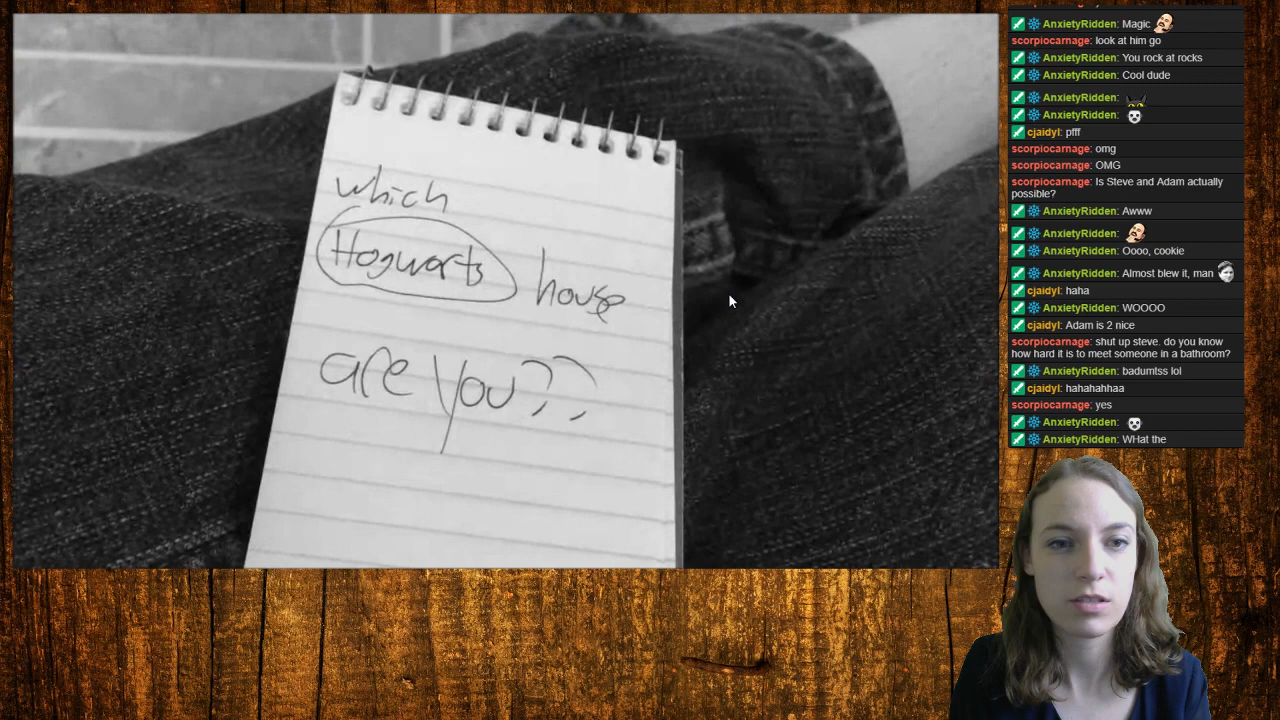 which
Hogwarts house
are you??
AnxietyRidden: Magic
scorpiocarnage: look at him go
AnxietyRidden: You rock at rocks
AnxietyRidden: Cool dude
AnxietyRidden:
AnxietyRidden:
cjaidyl: pfff
scorpiocarnage: omg
scorpiocarnage: OMG
scorpiocarnage: Is Steve and Adam actually
possible?
AnxietyRidden: Awww
AnxietyRidden:
AnxietyRidden: Oooo, cookie
AnxietyRidden: Almost blew it, man
cjaidyl: haha
AnxietyRidden: WOOOO
cjaidyl: Adam is 2 nice
scorpiocarnage: shut up steve. do you know
how hard it is to meet someone in a bathroom?
AnxietyRidden: badumtss lol
cjaidyl: hahahahhaa
scorpiocarnage: yes
AnxietyRidden:
AnxietyRidden: WHat the